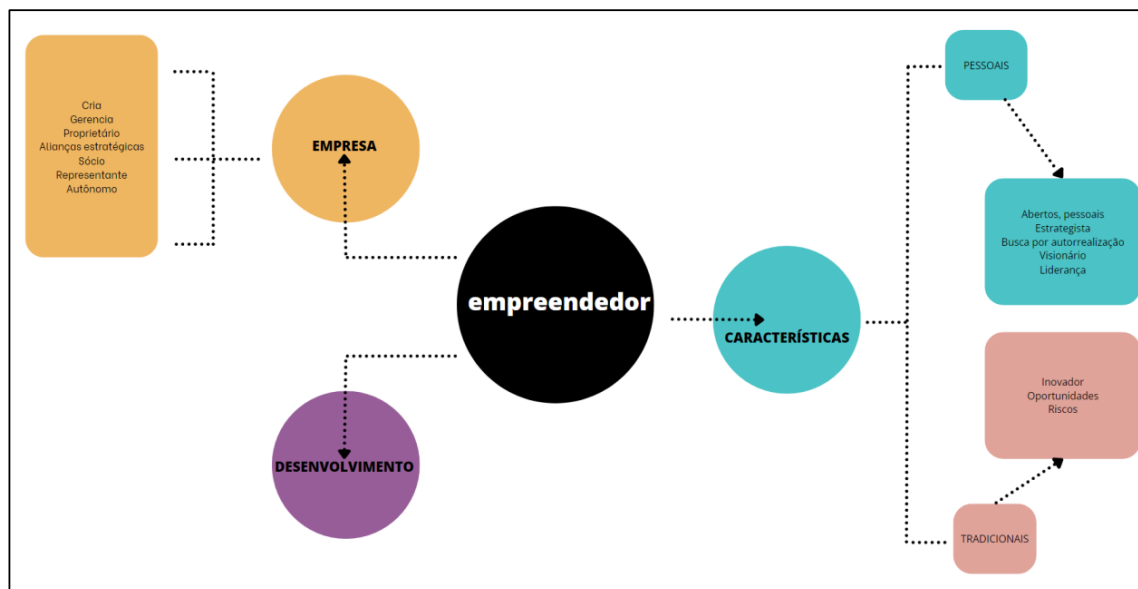 Cria
Gerencia
Proprietário
Alianças estratégicas
Sócio
Representante
Autônomo
EMPRESA
empreendedor
DESENVOLVIMENTO
CARACTERÍSTICAS
PESSOAIS
Abertos, pessoais
Estrategista
Busca por autorrealização
Visionário
Liderança
Inovador
Oportunidades
Riscos
TRADICIONAIS